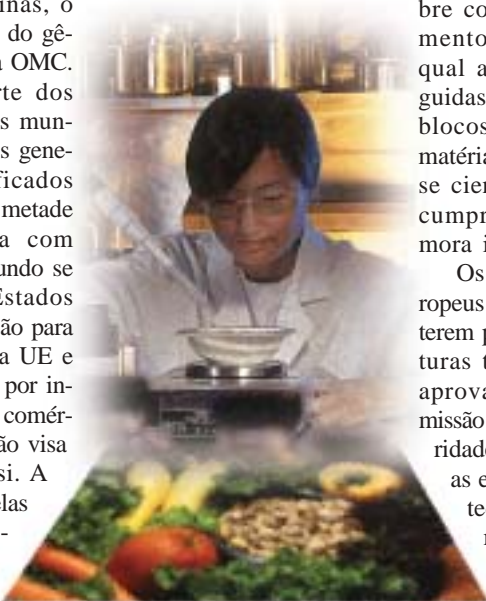 inas, o
do gê-
a OMC.
rte dos
s mun-
s gene-
ficados
metade
a com
undo se
Estados
ão para
a UE e
por in-
comér-
ão visa
si. A
elas
-
bre co
mento
qual a
guidas
blocos
matéria
se cien
cumpr
mora i
Os
ropeus
terem p
turas t
aprova
missão
ridade
as e
tec
r